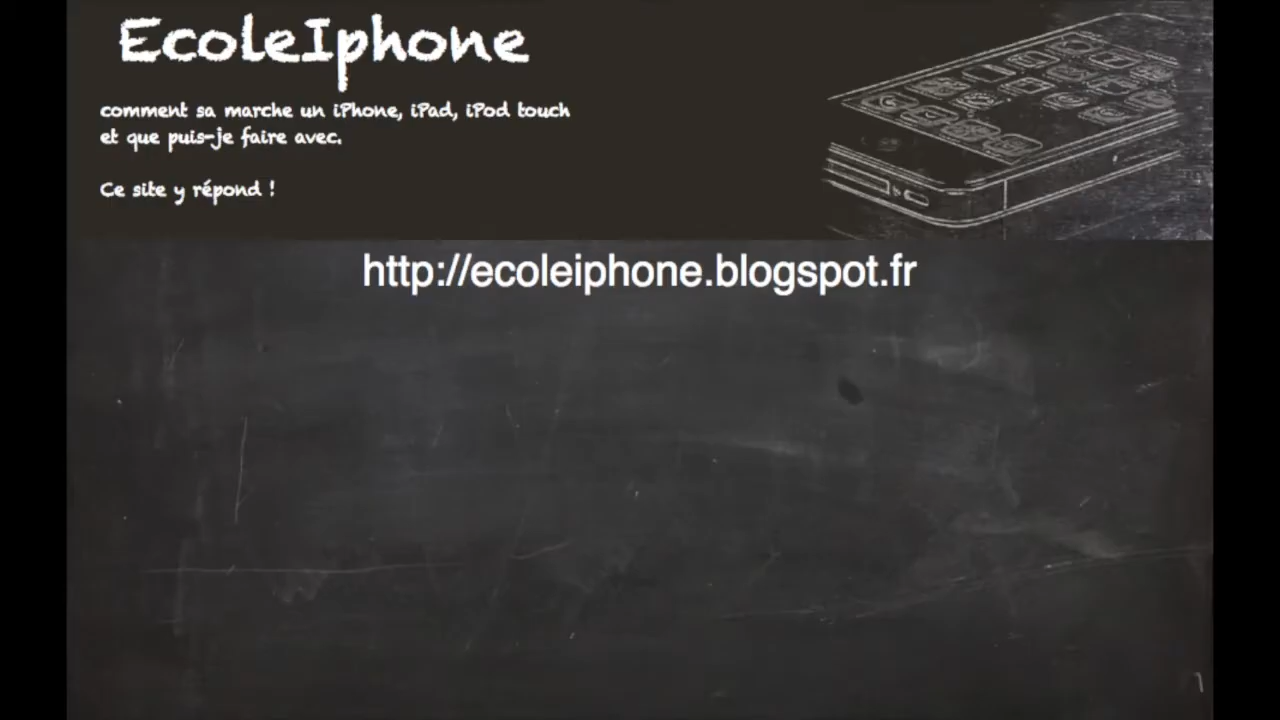 EcoleIphone
comment sa marche un iPhone, iPad, iPod touch
et que puis-je faire avec.
Ce site y répond !
http://ecoleiphone.blogspot.fr